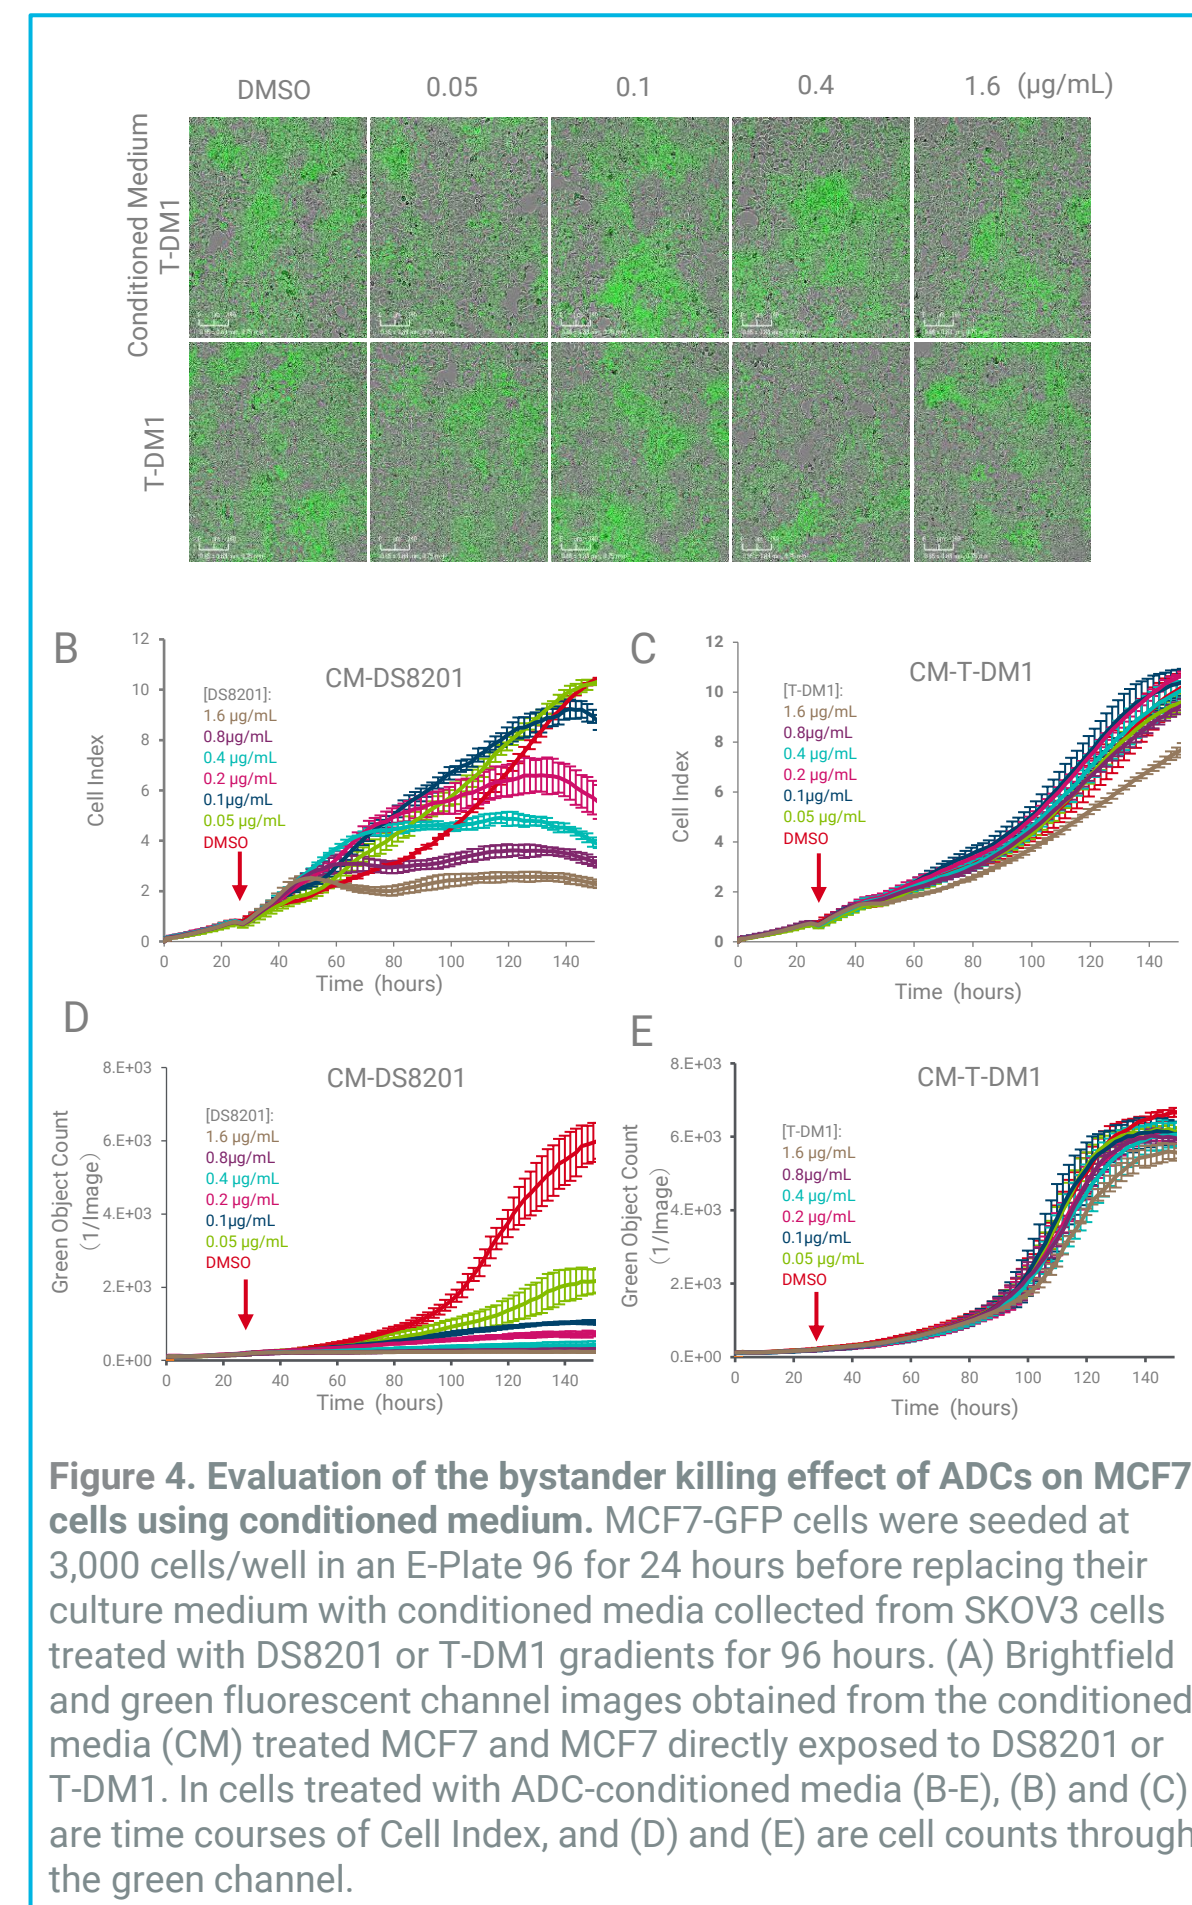 DMSO 0.05 0.1 0.4 1.6 (µg/mL)
Conditioned Medium
T-DM1
T-DM1
B
CM-DS8201
[DS8201]:
1.6 µg/mL
0.8µg/mL
0.4 µg/mL
0.2 µg/mL
0.1µg/mL
0.05 µg/mL
DMSO
Cell Index
12
10
8
6
4
2
0
0 20 40 60 80 100 120 140
Time (hours)
C
CM-T-DM1
[T-DM1]:
1.6 µg/mL
0.8µg/mL
0.4 µg/mL
0.2 µg/mL
0.1µg/mL
0.05 µg/mL
DMSO
Cell Index
12
10
8
6
4
2
0
0 20 40 60 80 100 120 140
Time (hours)
D
CM-DS8201
[DS8201]:
1.6 µg/mL
0.8µg/mL
0.4 µg/mL
0.2 µg/mL
0.1µg/mL
0.05 µg/mL
DMSO
Green Object Count
(1/Image)
8.E+03
6.E+03
4.E+03
2.E+03
0.E+00
0 20 40 60 80 100 120 140
Time (hours)
E
CM-T-DM1
[T-DM1]:
1.6 µg/mL
0.8µg/mL
0.4 µg/mL
0.2 µg/mL
0.1µg/mL
0.05 µg/mL
DMSO
Green Object Count
(1/Image)
8.E+03
6.E+03
4.E+03
2.E+03
0.E+00
0 20 40 60 80 100 120 140
Time (hours)
Figure 4. Evaluation of the bystander killing effect of ADCs on MCF7
cells using conditioned medium. MCF7-GFP cells were seeded at
3,000 cells/well in an E-Plate 96 for 24 hours before replacing their
culture medium with conditioned media collected from SKOV3 cells
treated with DS8201 or T-DM1 gradients for 96 hours. (A) Brightfield
and green fluorescent channel images obtained from the conditioned
media (CM) treated MCF7 and MCF7 directly exposed to DS8201 or
T-DM1. In cells treated with ADC-conditioned media (B-E), (B) and (C)
are time courses of Cell Index, and (D) and (E) are cell counts through
the green channel.